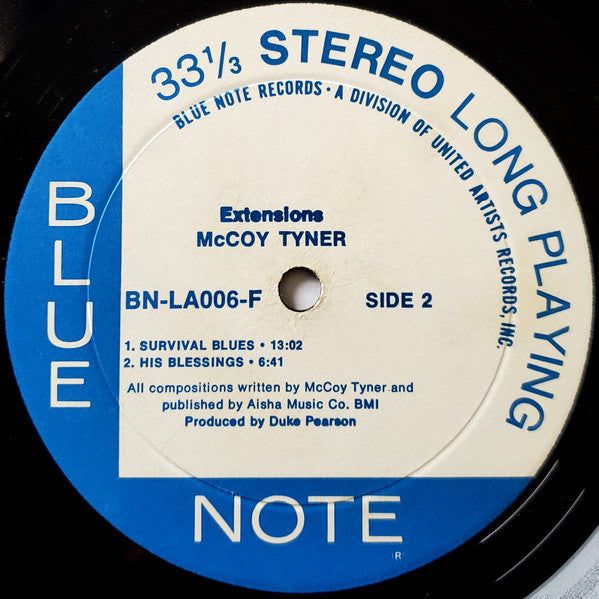 33⅓ STEREO LONG PLAYING
BLUE NOTE RECORDS • A DIVISION OF UNITED ARTISTS RECORDS, INC.
Extensions
McCOY TYNER
BN-LA006-F
SIDE 2
1. SURVIVAL BLUES • 13:02
2. HIS BLESSINGS • 6:41
All compositions written by McCoy Tyner and
published by Aisha Music Co. BMI
Produced by Duke Pearson
BLUE
NOTE
(R)